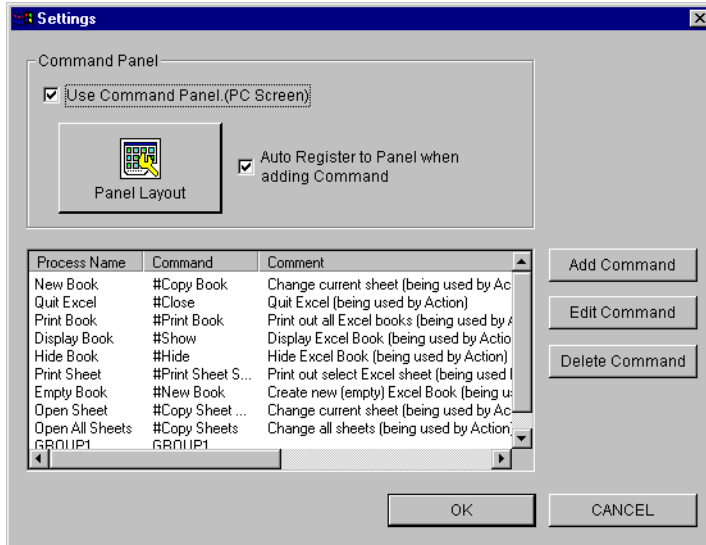 Settings
Command Panel
Use Command Panel.(PC Screen)
Panel Layout
Auto Register to Panel when
adding Command
Process Name Command Comment
New Book #Copy Book Change current sheet (being used by Ac
Quit Excel #Close Quit Excel (being used by Action)
Print Book #Print Book Print out all Excel books (being used by
Display Book #Show Display Excel Book (being used by Actio
Hide Book #Hide Hide Excel Book (being used by Action)
Print Sheet #Print Sheet S... Print out select Excel sheet (being used
Empty Book #New Book Create new (empty) Excel Book (being u
Open Sheet #Copy Sheet ... Change current sheet (being used by Ac
Open All Sheets #Copy Sheets Change all sheets (being used by Action
GROUP1 GROUP1
Add Command
Edit Command
Delete Command
OK CANCEL